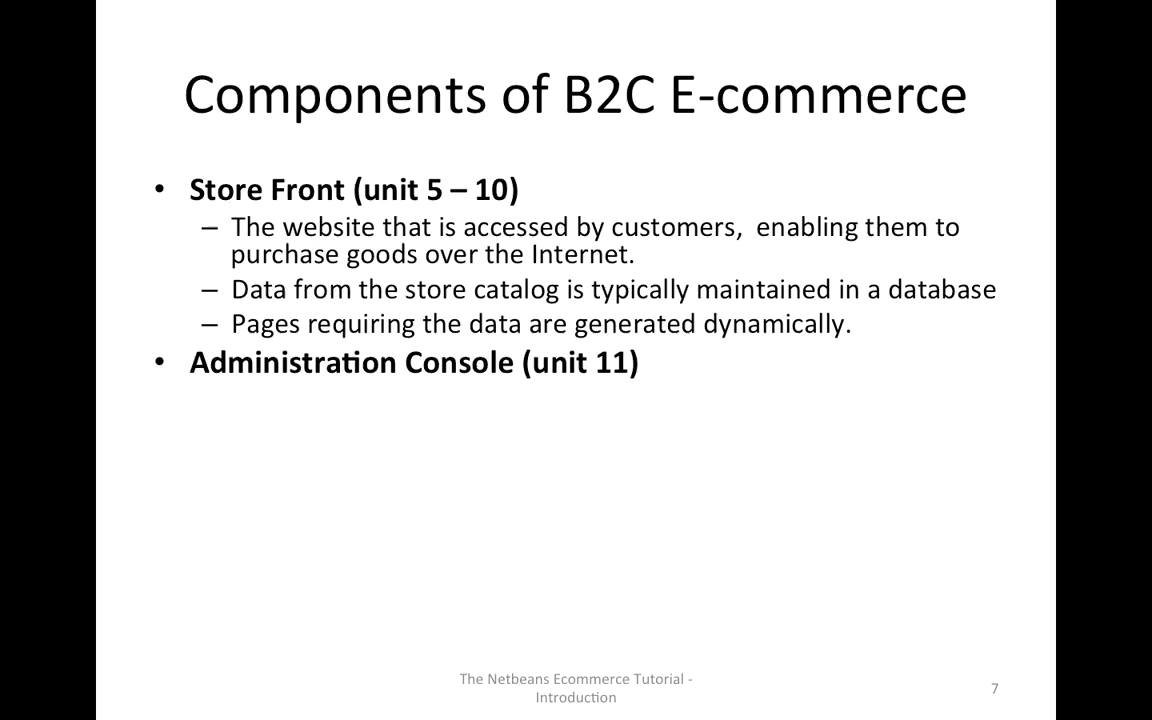 Components of B2C E-commerce
• Store Front (unit 5 – 10)
– The website that is accessed by customers,  enabling them to
purchase goods over the Internet.
– Data from the store catalog is typically maintained in a database
– Pages requiring the data are generated dynamically.
• Administration Console (unit 11)
The Netbeans Ecommerce Tutorial -
Introduction
7